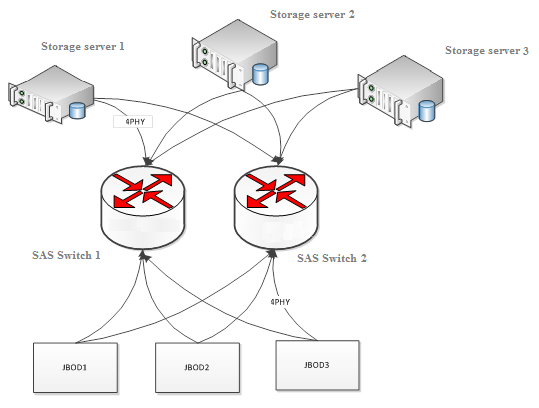 Storage server 2
Storage server 1
Storage server 3
4PHY
SAS Switch 1
SAS Switch 2
4PHY
JBOD1
JBOD2
JBOD3